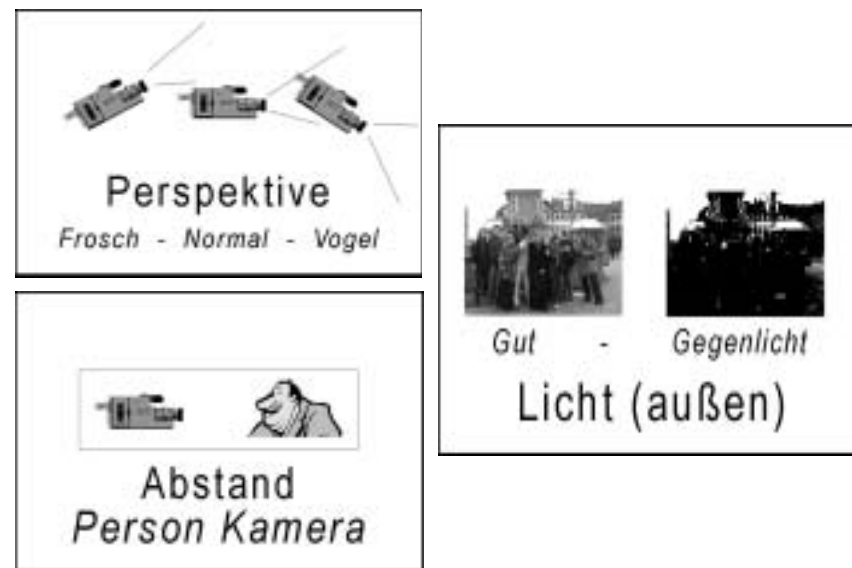 Perspektive
Frosch - Normal - Vogel
Abstand
Person Kamera
Gut - Gegenlicht
Licht (außen)